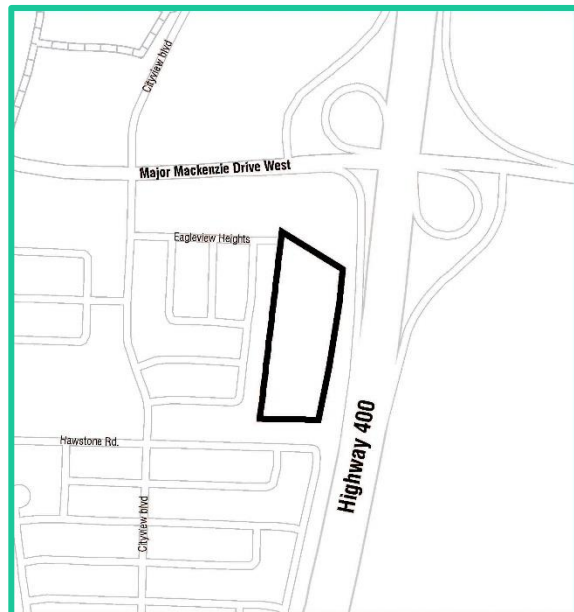 Cityview blvd
Major Mackenzie Drive West
Eagleview Heights
Highway 400
Hawstone Rd.
Cityview blvd